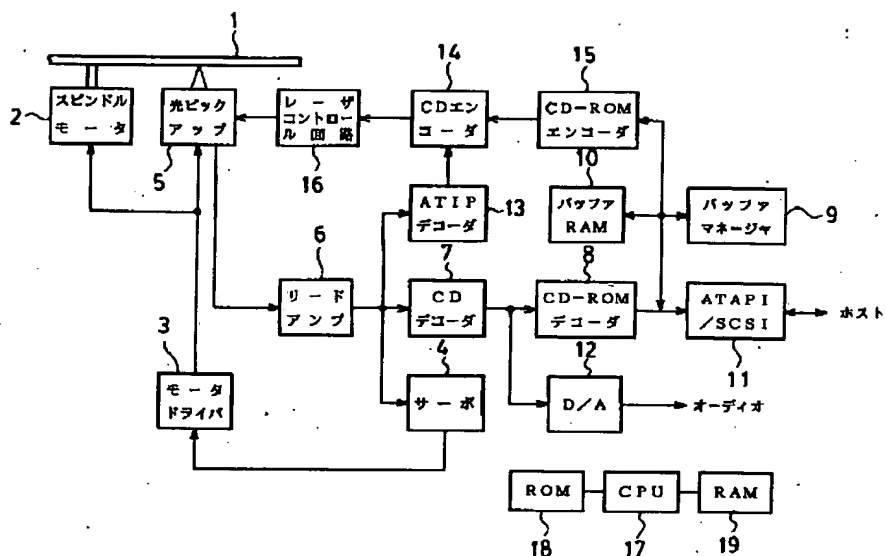 1
スピンドル
モータ
2
光ピック
アップ
5
レーザ
コントロー
ル回路
16
14
CDエン
コーダ
15
CD-ROM
エンコーダ
10
バッファ
RAM
バッファ
マネージャ
9
ATIP
デコーダ
13
6
リード
アンプ
7
CD
デコーダ
8
CD-ROM
デコーダ
ATAPI
/SCSI
11
ホスト
3
モータ
ドライバ
4
サーボ
12
D/A
オーディオ
ROM
18
CPU
17
RAM
19